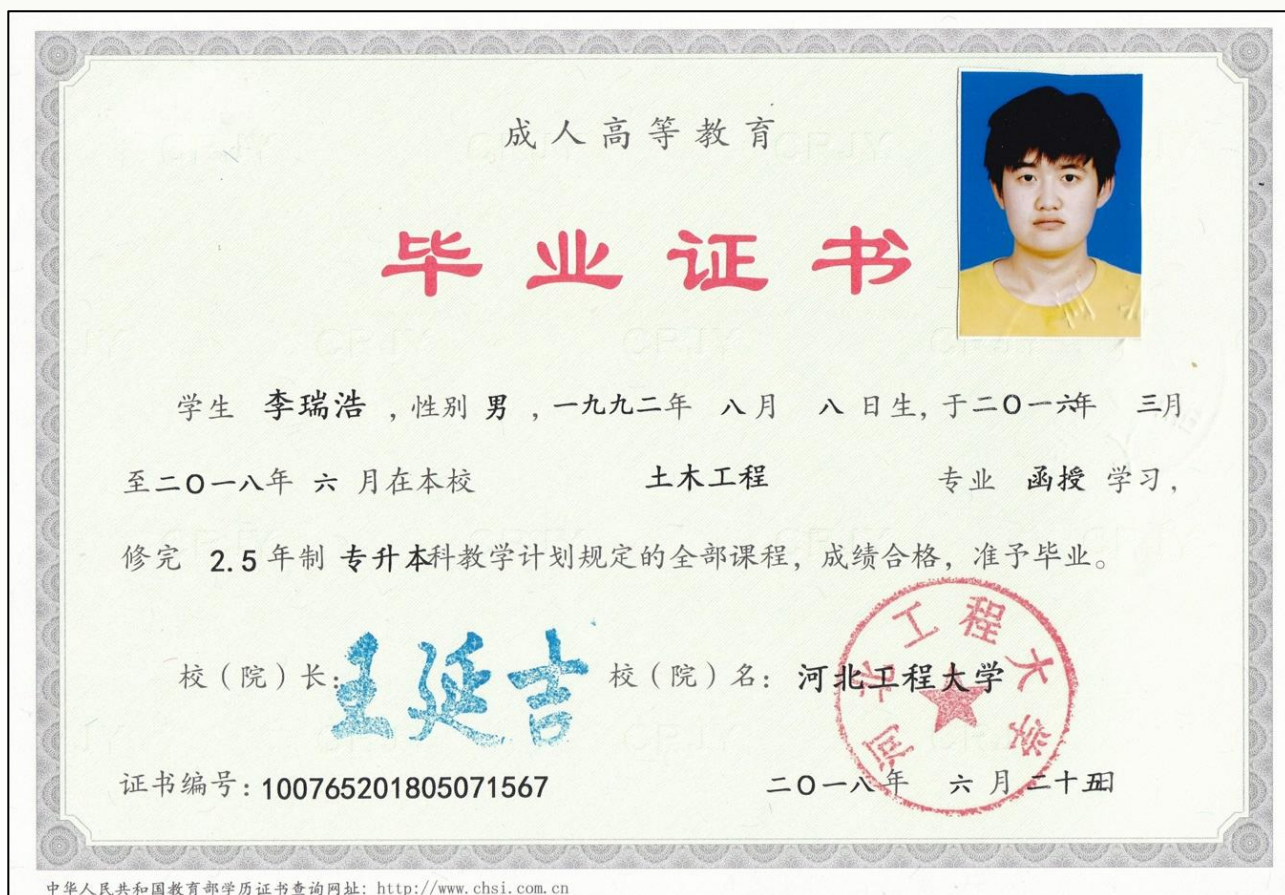 成人高等教育
毕业证书
学生 李瑞浩 ，性别 男 ，一九九二年 八月 八日生，于二〇一六年 三月
至二〇一八年 六 月在本校 土木工程 专业 函授 学习，
修完 2.5 年制 专升本科教学计划规定的全部课程，成绩合格，准予毕业。
校（院）长：王延吉 校（院）名：河北工程大学
河北工程大学
证书编号：100765201805071567 二〇一八年 六 月 二十五日
中华人民共和国教育部学历证书查询网址：http://www.chsi.com.cn